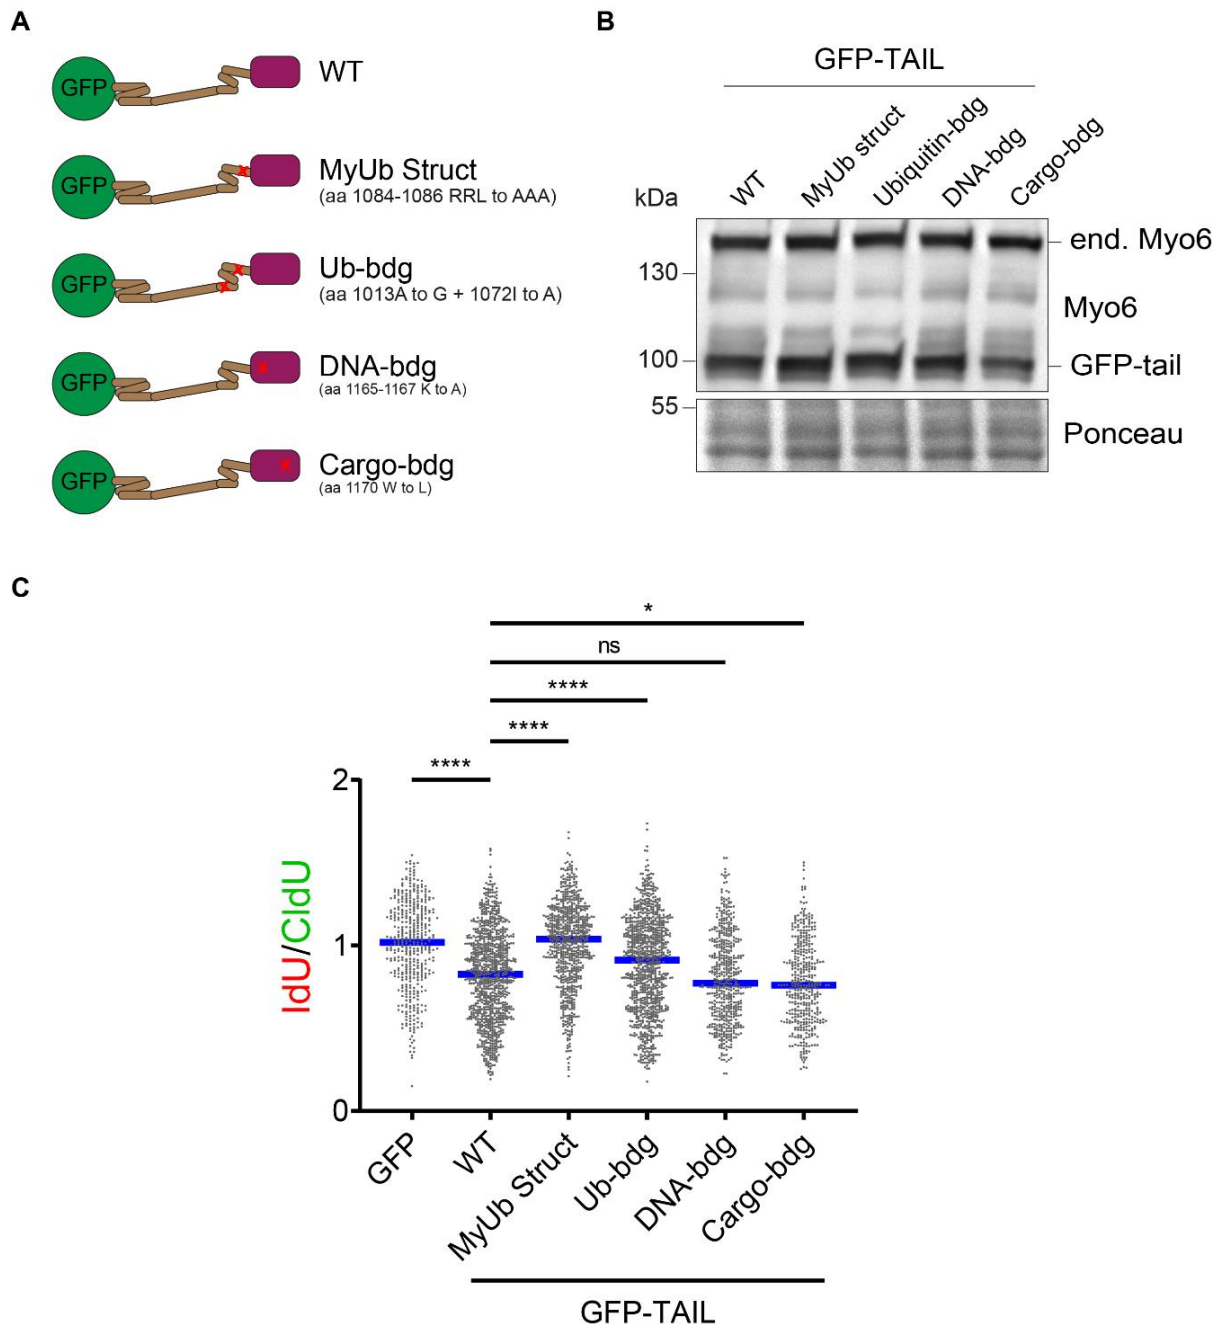 A
GFP
WT
GFP
MyUb Struct
(aa 1084-1086 RRL to AAA)
GFP
Ub-bdg
(aa 1013A to G + 1072I to A)
GFP
DNA-bdg
(aa 1165-1167 K to A)
GFP
Cargo-bdg
(aa 1170 W to L)
B
GFP-TAIL
WT
MyUb struct
Ubiquitin-bdg
DNA-bdg
Cargo-bdg
kDa
end. Myo6
130
Myo6
100
GFP-tail
55
Ponceau
C
*
ns
****
****
****
2
1
0
IdU/CldU
GFP
WT
MyUb Struct
Ub-bdg
DNA-bdg
Cargo-bdg
GFP-TAIL